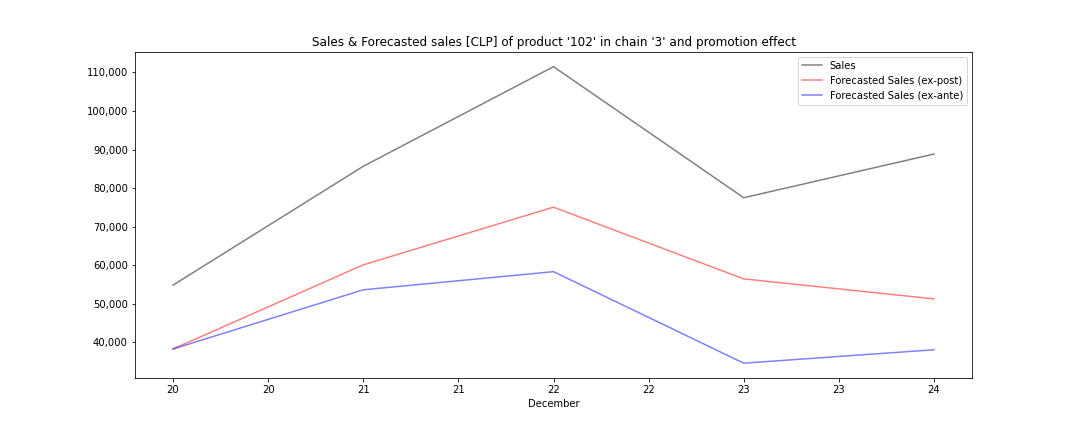 Sales & Forecasted sales [CLP] of product '102' in chain '3' and promotion effect
Sales
Forecasted Sales (ex-post)
Forecasted Sales (ex-ante)
110,000
100,000
90,000
80,000
70,000
60,000
50,000
40,000
20 20 21 21 22 22 23 23 24
December